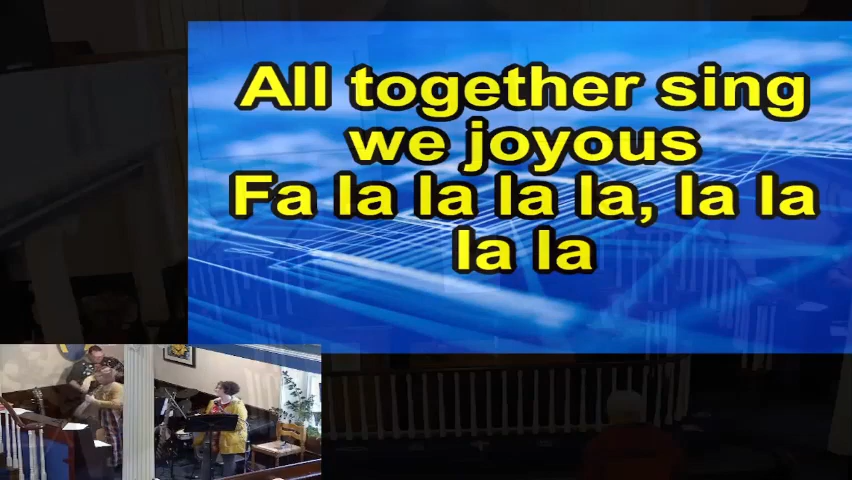 All together sing
we joyous
Fa la la la la, la la
la la